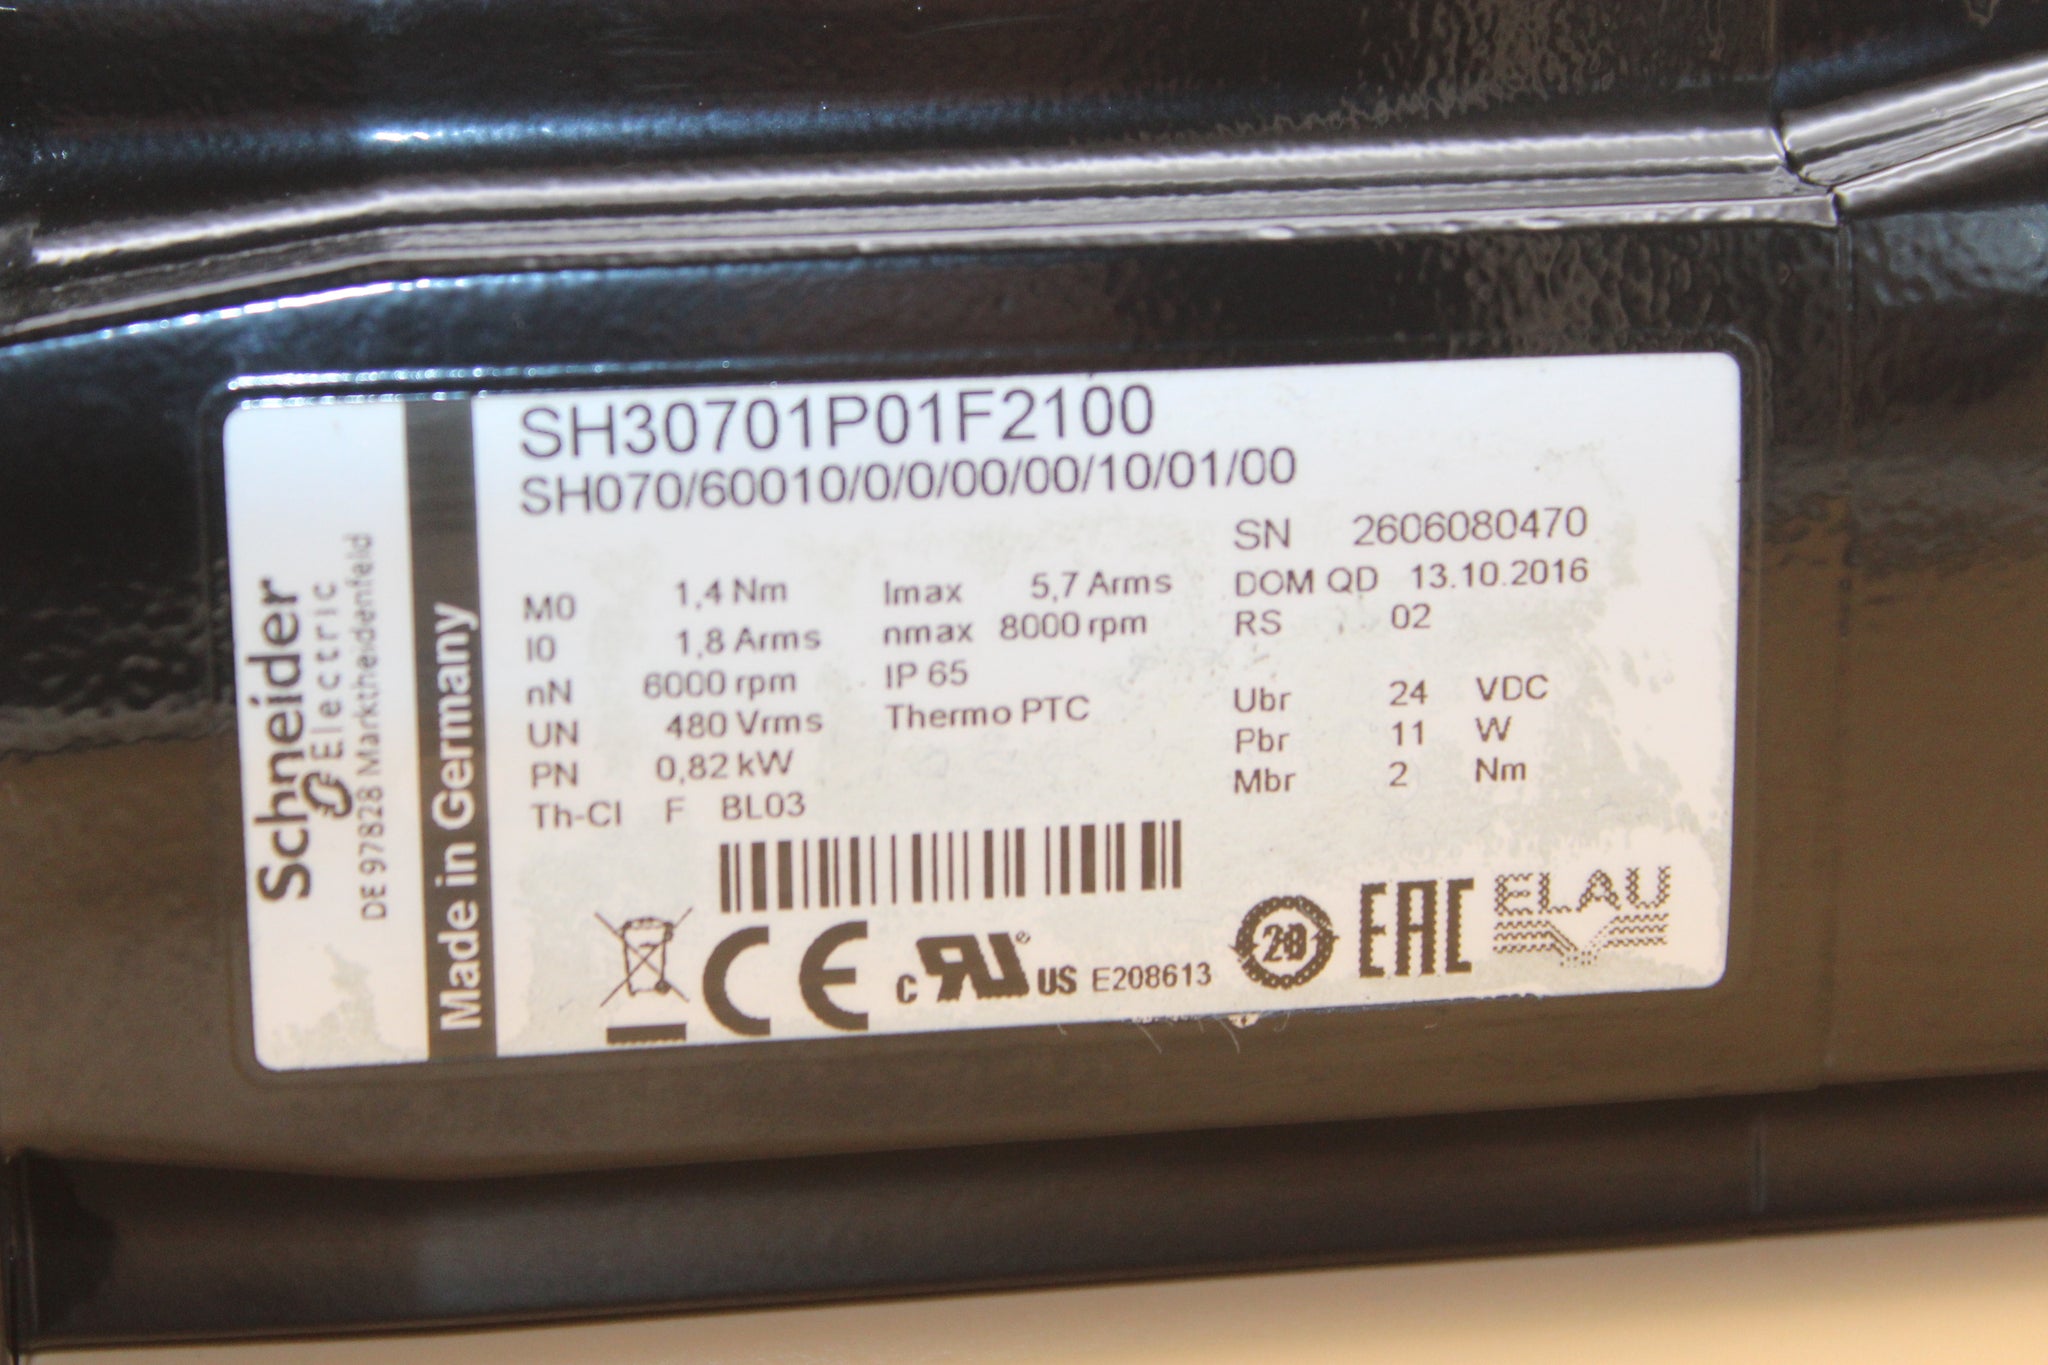 Schneider
Electric
DE 97828 Marktheidenfeld
Made in Germany
SH30701P01F2100
SH070/60010/0/0/00/00/10/01/00
SN 2606080470
M0 1,4 Nm Imax 5,7 Arms DOM QD 13.10.2016
I0 1,8 Arms nmax 8000 rpm RS 02
nN 6000 rpm IP 65
UN 480 Vrms Thermo PTC Ubr 24 VDC
PN 0,82 kW Pbr 11 W
Th-Cl F BL03 Mbr 2 Nm
CE c RU US E208613 20 EAC ELAU